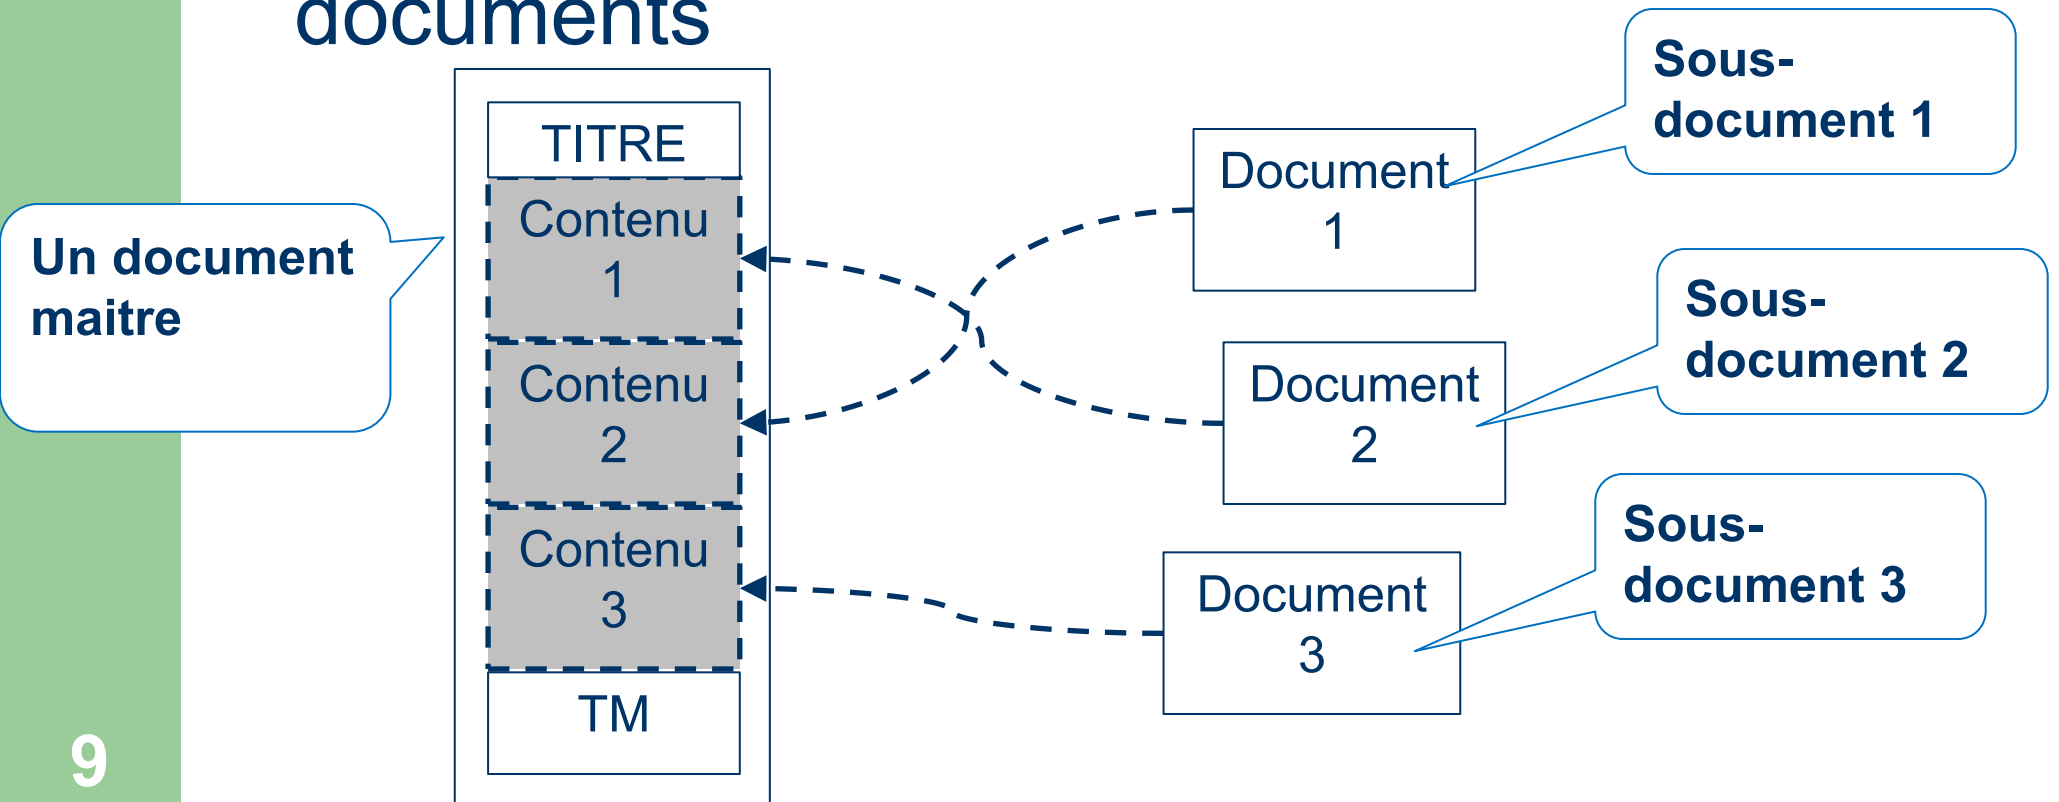 documents
TITRE
Contenu
1
Contenu
2
Contenu
3
TM
Un document
maitre
Document
1
Document
2
Document
3
Sous-
document 1
Sous-
document 2
Sous-
document 3
9